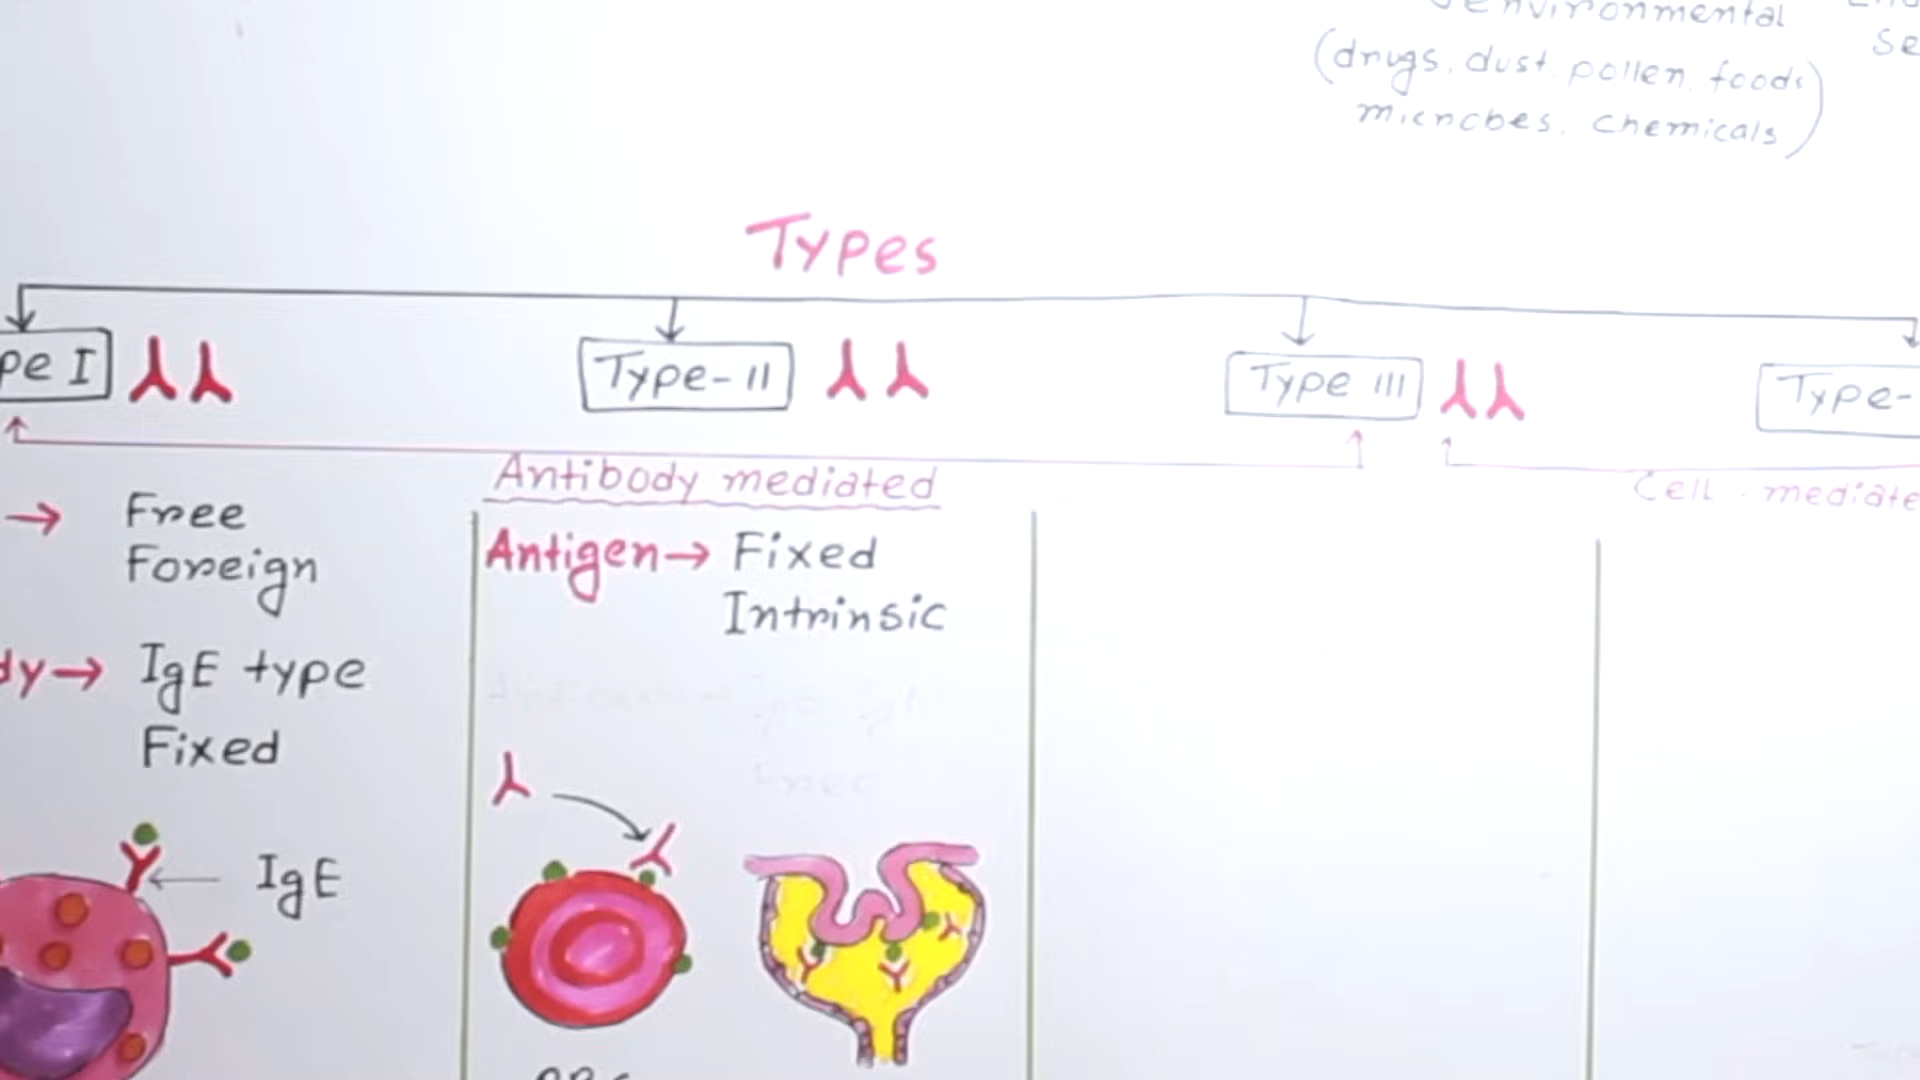 environmental
(drugs, dust, pollen, foods
microbes, chemicals)
Types
pe I
Type-II
Type III
Type-
Antibody mediated
Cell-mediate
→ Free
Foreign
Antigen→ Fixed
Intrinsic
dy→ IgE type
Fixed
← IgE